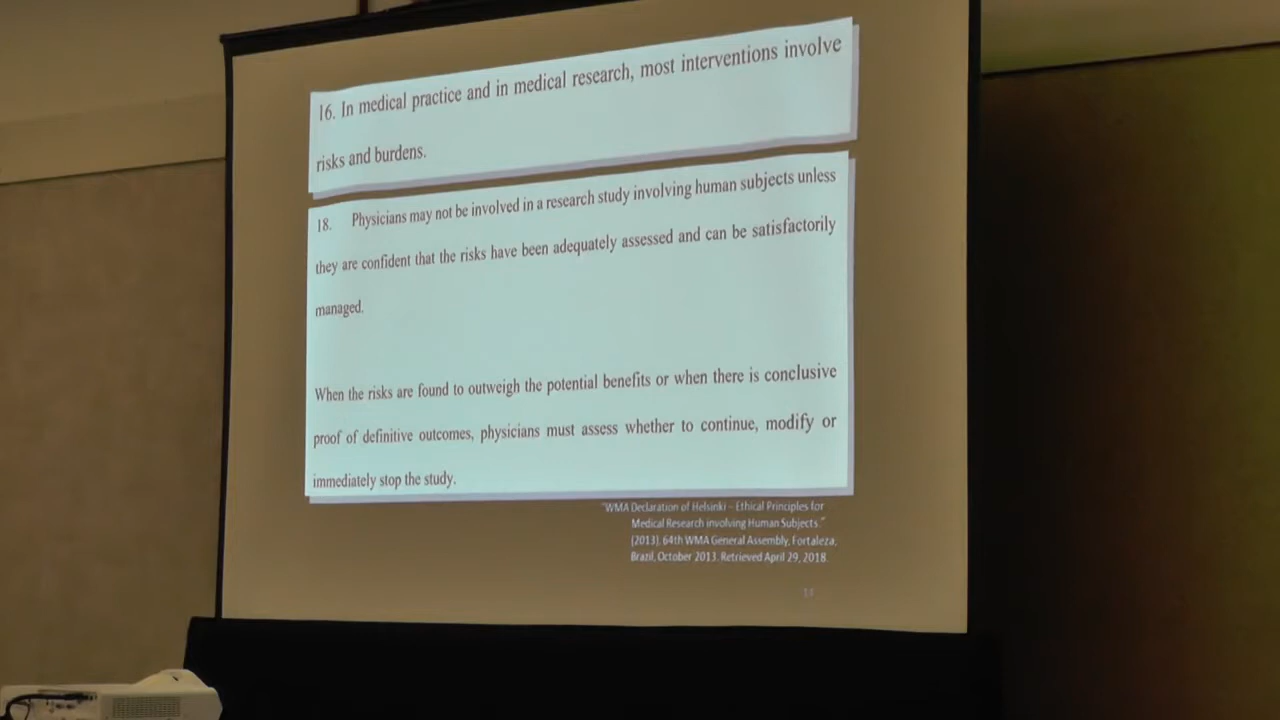 16. In medical practice and in medical research, most interventions involve
risks and burdens.
18. Physicians may not be involved in a research study involving human subjects unless
they are confident that the risks have been adequately assessed and can be satisfactorily
managed.
When the risks are found to outweigh the potential benefits or when there is conclusive
proof of definitive outcomes, physicians must assess whether to continue, modify or
immediately stop the study.
"WMA Declaration of Helsinki – Ethical Principles for
Medical Research involving Human Subjects."
(2013). 64th WMA General Assembly, Fortaleza,
Brazil, October 2013. Retrieved April 29, 2018.